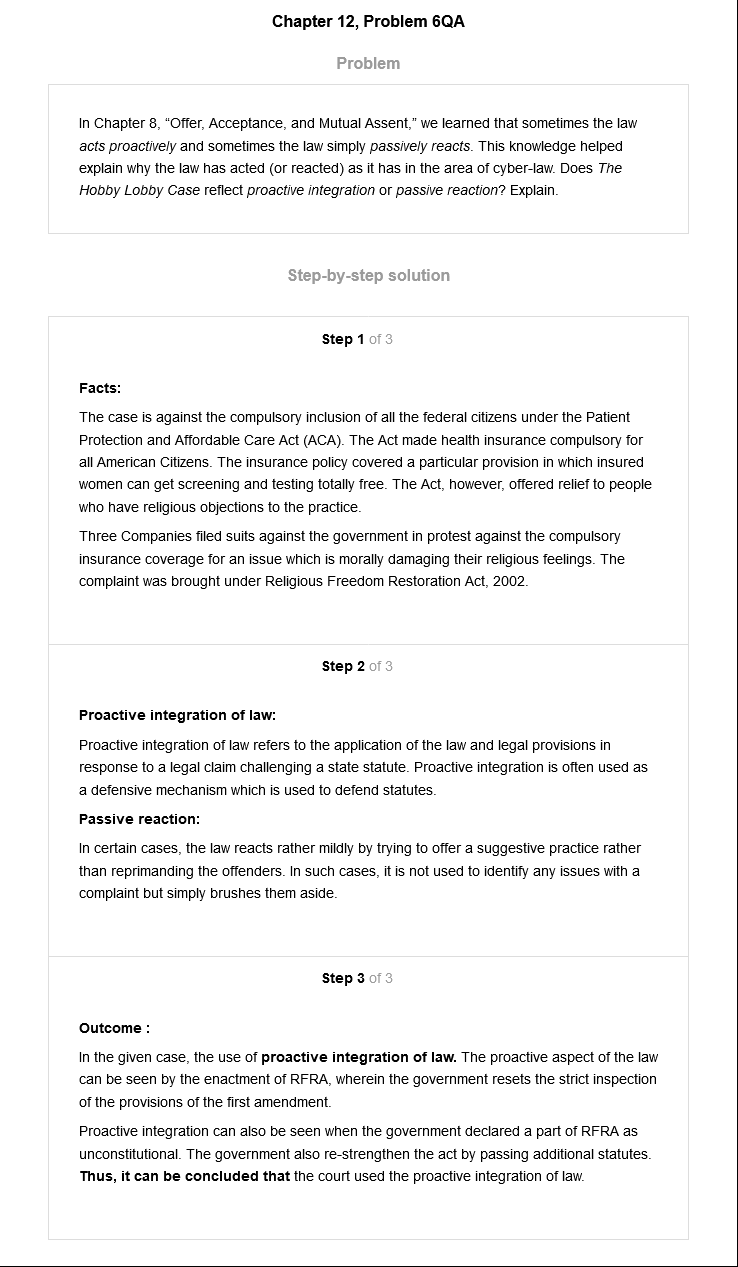 Chapter 12, Problem 6QA
Problem
In Chapter 8, “Offer, Acceptance, and Mutual Assent,” we learned that sometimes the law
acts proactively and sometimes the law simply passively reacts. This knowledge helped
explain why the law has acted (or reacted) as it has in the area of cyber-law. Does The
Hobby Lobby Case reflect proactive integration or passive reaction? Explain.
Step-by-step solution
Step 1 of 3
Facts:
The case is against the compulsory inclusion of all the federal citizens under the Patient
Protection and Affordable Care Act (ACA). The Act made health insurance compulsory for
all American Citizens. The insurance policy covered a particular provision in which insured
women can get screening and testing totally free. The Act, however, offered relief to people
who have religious objections to the practice.
Three Companies filed suits against the government in protest against the compulsory
insurance coverage for an issue which is morally damaging their religious feelings. The
complaint was brought under Religious Freedom Restoration Act, 2002.
Step 2 of 3
Proactive integration of law:
Proactive integration of law refers to the application of the law and legal provisions in
response to a legal claim challenging a state statute. Proactive integration is often used as
a defensive mechanism which is used to defend statutes.
Passive reaction:
In certain cases, the law reacts rather mildly by trying to offer a suggestive practice rather
than reprimanding the offenders. In such cases, it is not used to identify any issues with a
complaint but simply brushes them aside.
Step 3 of 3
Outcome :
In the given case, the use of proactive integration of law. The proactive aspect of the law
can be seen by the enactment of RFRA, wherein the government resets the strict inspection
of the provisions of the first amendment.
Proactive integration can also be seen when the government declared a part of RFRA as
unconstitutional. The government also re-strengthen the act by passing additional statutes.
Thus, it can be concluded that the court used the proactive integration of law.